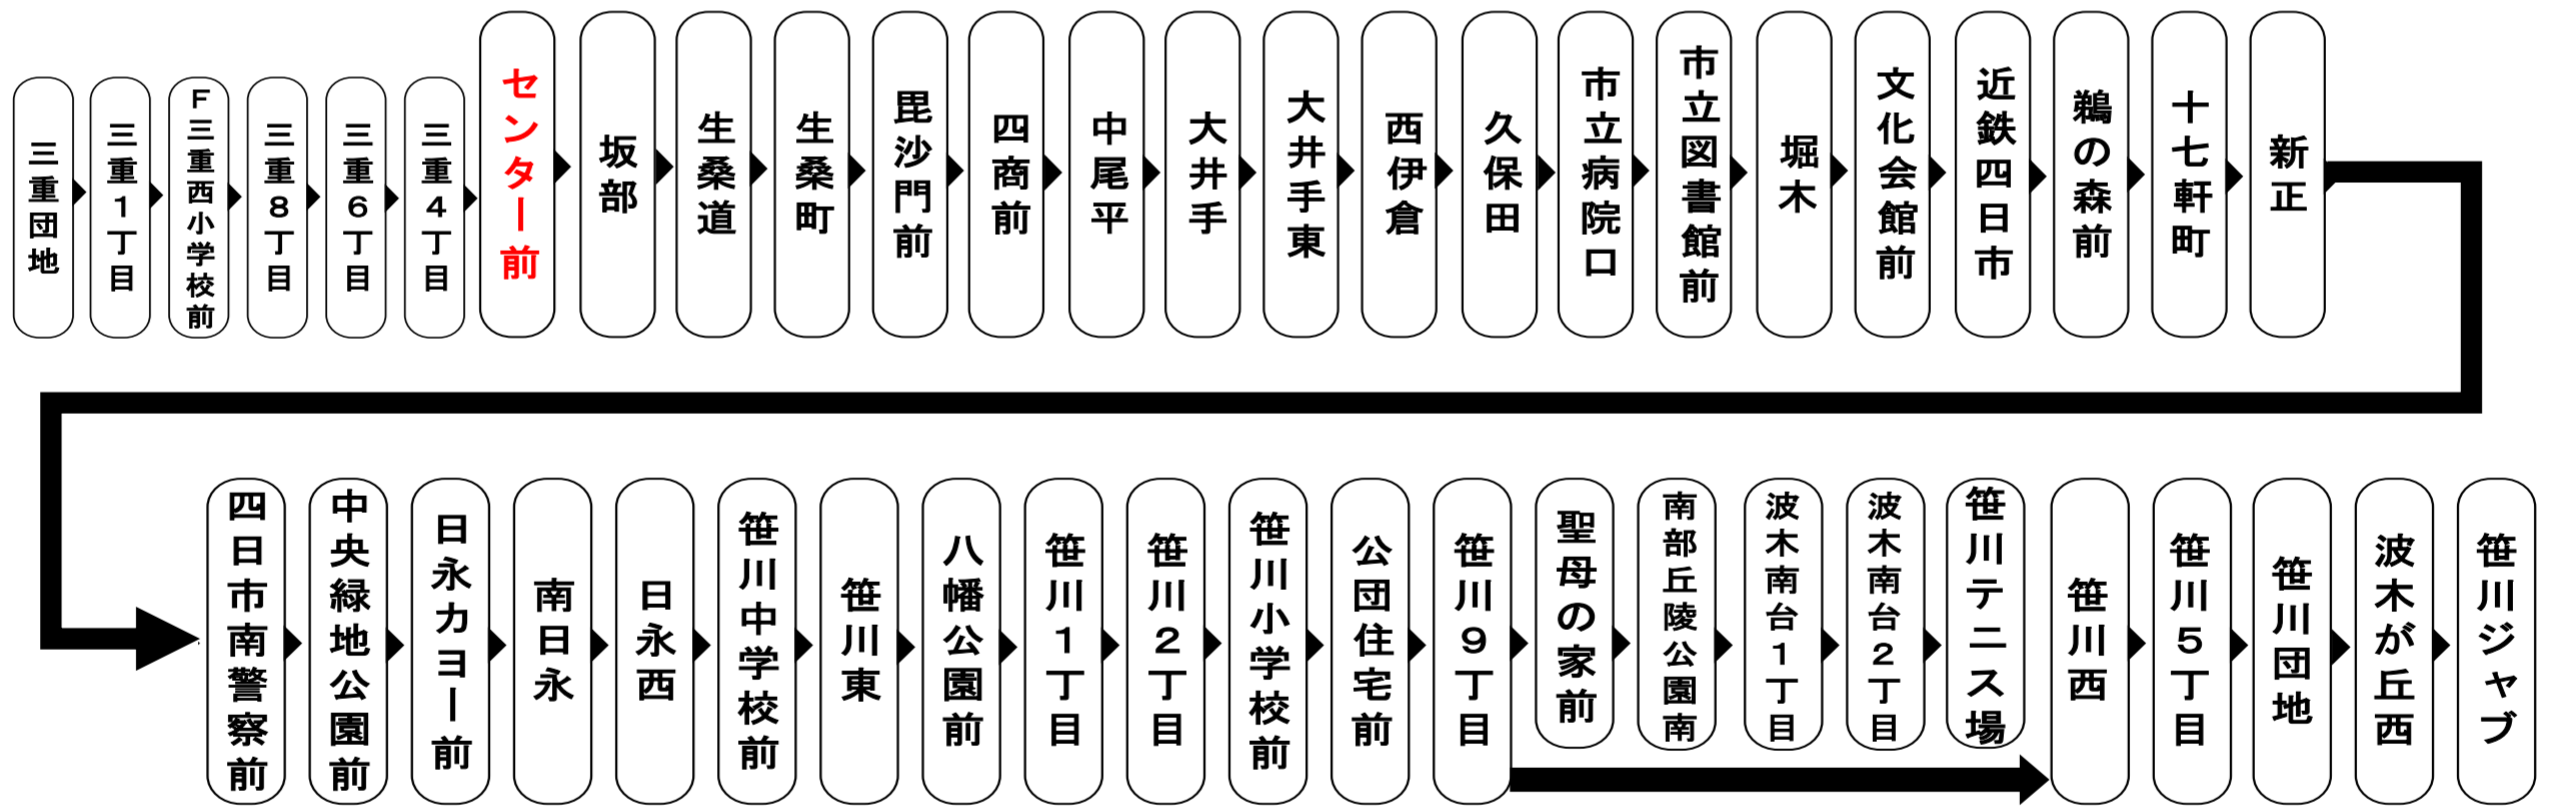 三重団地
三重1丁目
F三重西小学校前
三重8丁目
三重6丁目
三重4丁目
センター前
坂部
生桑道
生桑町
毘沙門前
四商前
中尾平
大井手
大井手東
西伊倉
久保田
市立病院口
市立図書館前
堀木
文化会館前
近鉄四日市
鵜の森前
十七軒町
新正
四日市南警察前
中央緑地公園前
日永カヨー前
南日永
日永西
笹川中学校前
笹川東
八幡公園前
笹川1丁目
笹川2丁目
笹川小学校前
公団住宅前
笹川9丁目
聖母の家前
南部丘陵公園南
波木南台1丁目
波木南台2丁目
笹川テニス場
笹川西
笹川5丁目
笹川団地
波木が丘西
笹川ジャブ